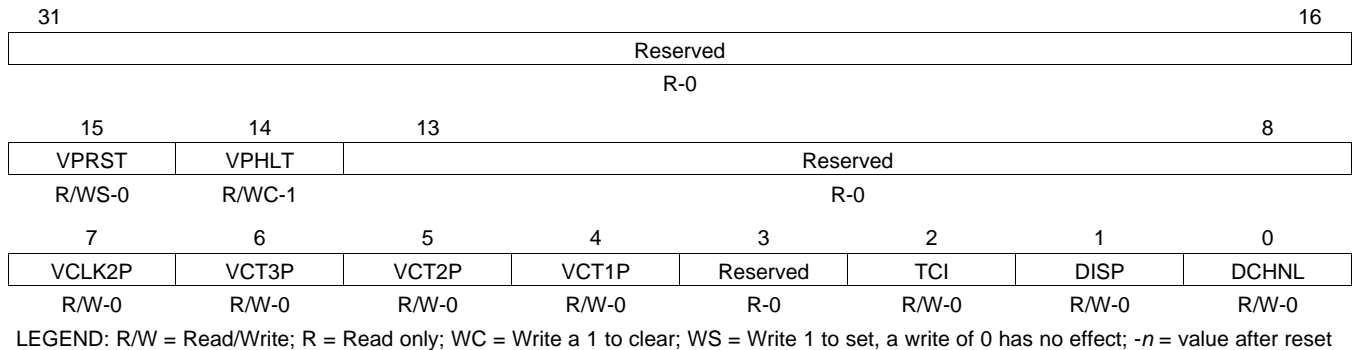 31 16
Reserved
R-0
15 14 13 8
VPRST VPHLT Reserved
R/WS-0 R/WC-1 R-0
7 6 5 4 3 2 1 0
VCLK2P VCT3P VCT2P VCT1P Reserved TCI DISP DCHNL
R/W-0 R/W-0 R/W-0 R/W-0 R-0 R/W-0 R/W-0 R/W-0
LEGEND: R/W = Read/Write; R = Read only; WC = Write a 1 to clear; WS = Write 1 to set, a write of 0 has no effect; -n = value after reset